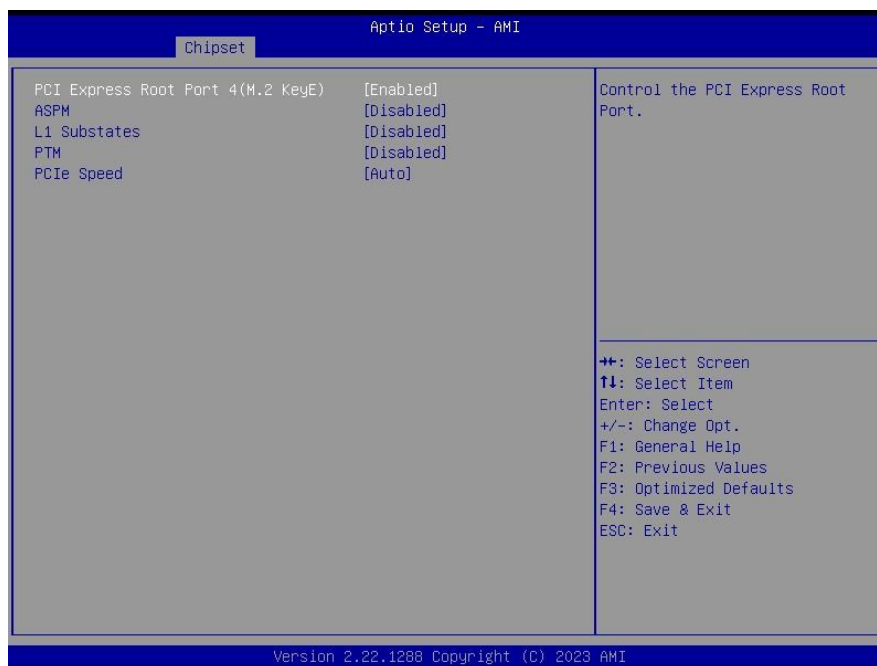 Aptio Setup – AMI
Chipset
PCI Express Root Port 4(M.2 KeyE) [Enabled]
ASPM [Disabled]
L1 Substates [Disabled]
PTM [Disabled]
PCIe Speed [Auto]
Control the PCI Express Root
Port.
→←: Select Screen
↑↓: Select Item
Enter: Select
+/-: Change Opt.
F1: General Help
F2: Previous Values
F3: Optimized Defaults
F4: Save & Exit
ESC: Exit
Version 2.22.1288 Copyright (C) 2023 AMI